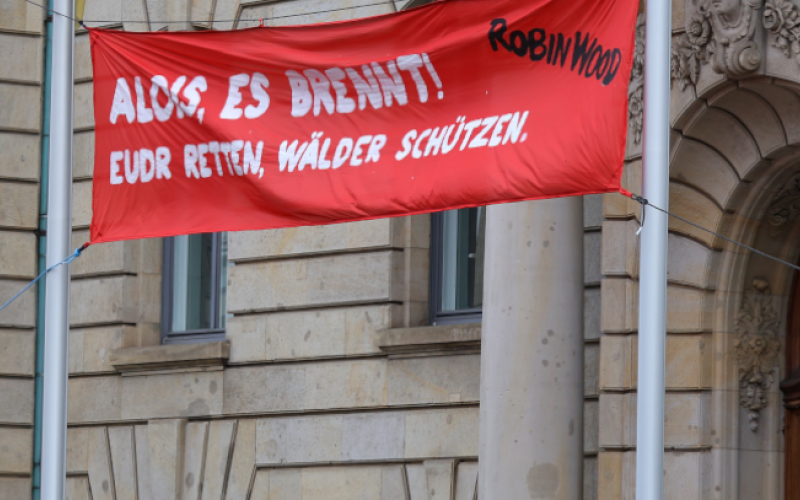 ROBIN WOOD
ALOIS, ES BRENNT!
EUDR RETTEN, WÄLDER SCHÜTZEN.